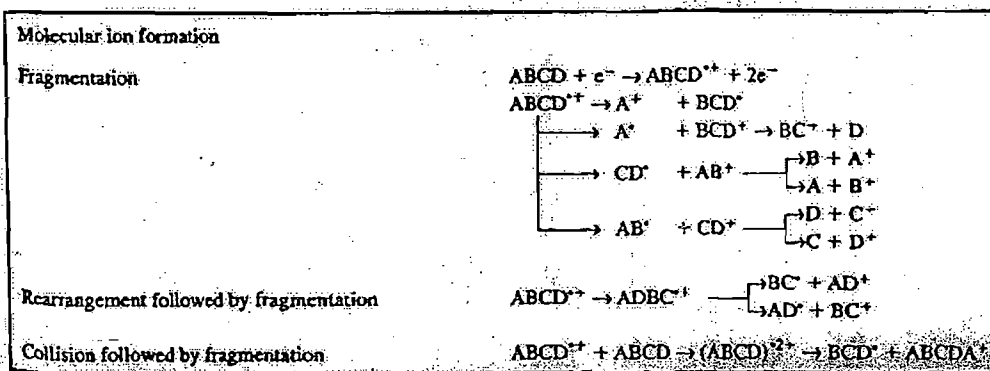 Molecular ion formation
Fragmentation ABCD + e⁻ → ABCD•⁺ + 2e⁻
ABCD•⁺ → A⁺ + BCD•
→ A• + BCD⁺ → BC⁺ + D
→ CD• + AB⁺ → B + A⁺
→ A + B⁺
→ AB• + CD⁺ → D + C⁺
→ C + D⁺
Rearrangement followed by fragmentation ABCD•⁺ → ADBC•⁺ → BC• + AD⁺
→ AD• + BC⁺
Collision followed by fragmentation ABCD•⁺ + ABCD → (ABCD)•²⁺ → BCD• + ABCDA⁺